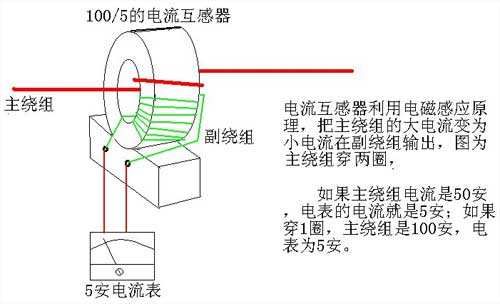 100/5的电流互感器
主绕组
副绕组
5安电流表
电流互感器利用电磁感应原
理，把主绕组的大电流变为
小电流在副绕组输出，图为
主绕组穿两圈，
如果主绕组电流是50安
，电表的电流就是5安；如果
穿1圈，主绕组是100安，电
表为5安。